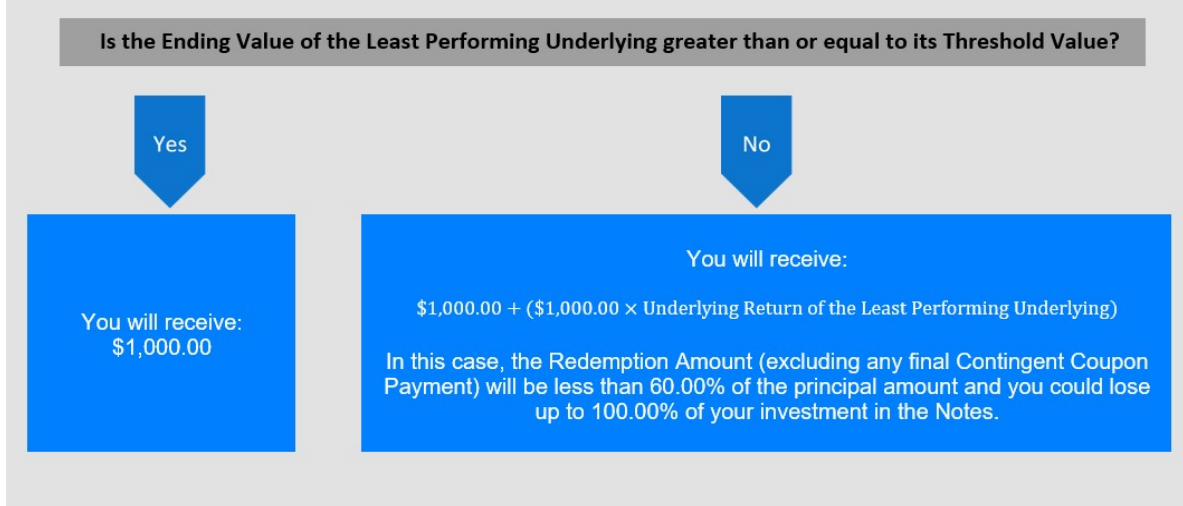 Is the Ending Value of the Least Performing Underlying greater than or equal to its Threshold Value?
Yes
No
You will receive:
$1,000.00
You will receive:
$1,000.00 + ($1,000.00 × Underlying Return of the Least Performing Underlying)
In this case, the Redemption Amount (excluding any final Contingent Coupon
Payment) will be less than 60.00% of the principal amount and you could lose
up to 100.00% of your investment in the Notes.